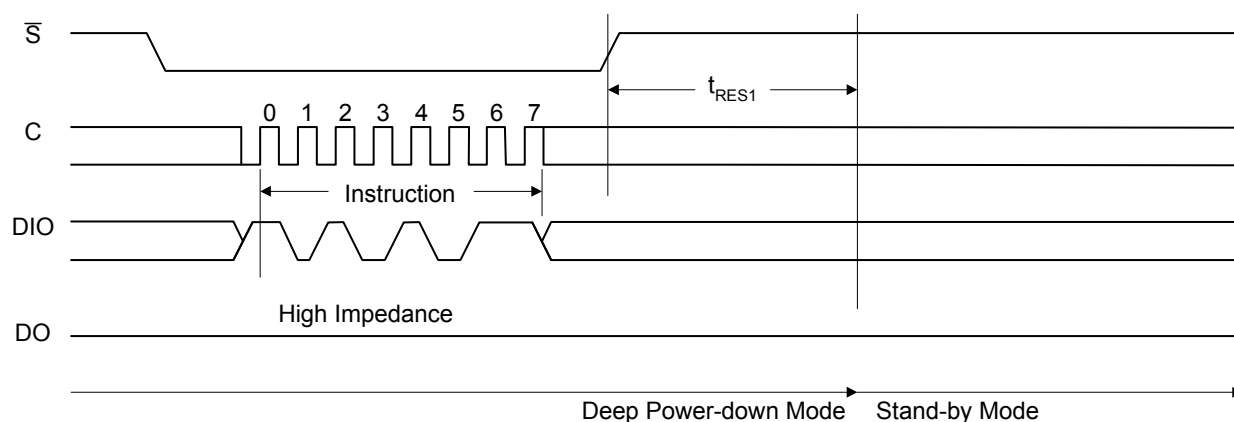 S̅
t_RES1
0 1 2 3 4 5 6 7
C
Instruction
DIO
High Impedance
DO
Deep Power-down Mode Stand-by Mode